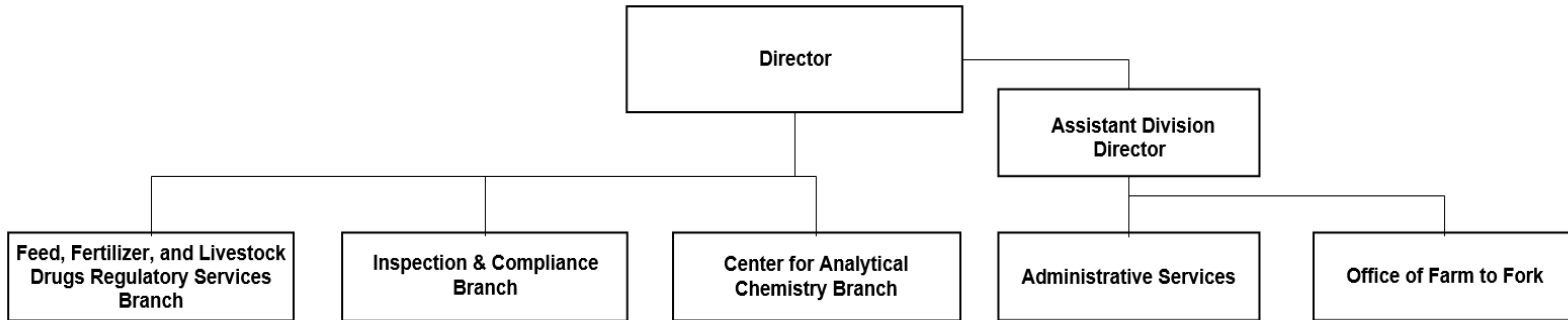 Director
Assistant Division
Director
Feed, Fertilizer, and Livestock
Drugs Regulatory Services
Branch
Inspection & Compliance
Branch
Center for Analytical
Chemistry Branch
Administrative Services
Office of Farm to Fork